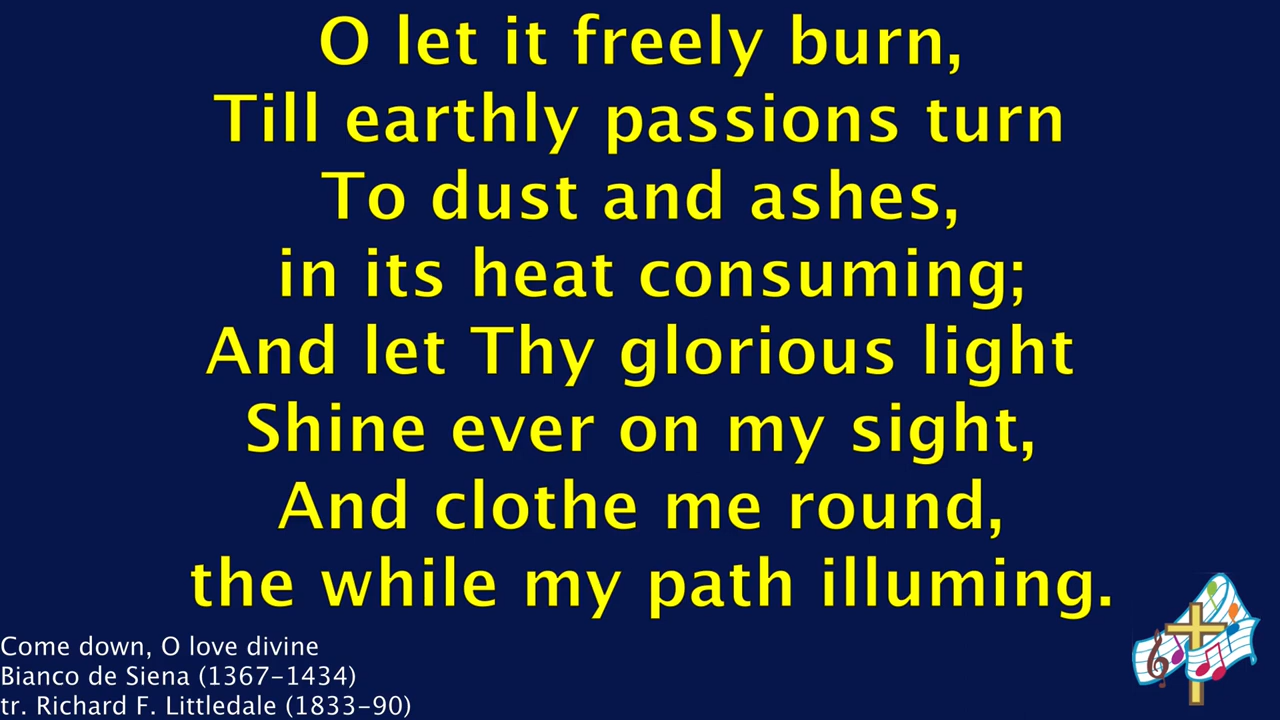 O let it freely burn,
Till earthly passions turn
To dust and ashes,
in its heat consuming;
And let Thy glorious light
Shine ever on my sight,
And clothe me round,
the while my path illuming.
Come down, O love divine
Bianco de Siena (1367-1434)
tr. Richard F. Littledale (1833-90)